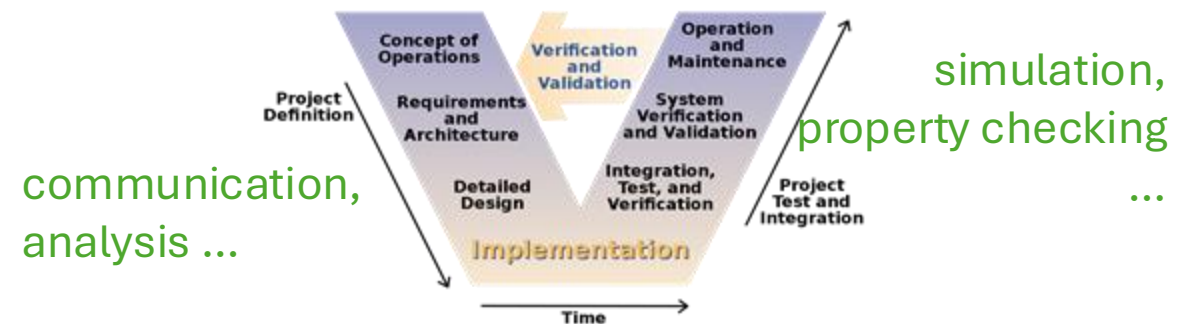 communication,
analysis ...
Project
Definition
Concept of
Operations
Requirements
and
Architecture
Detailed
Design
Implementation
Time
Verification
and
Validation
Operation
and
Maintenance
System
Verification
and Validation
Integration,
Test, and
Verification
Project
Test and
Integration
simulation,
property checking
...